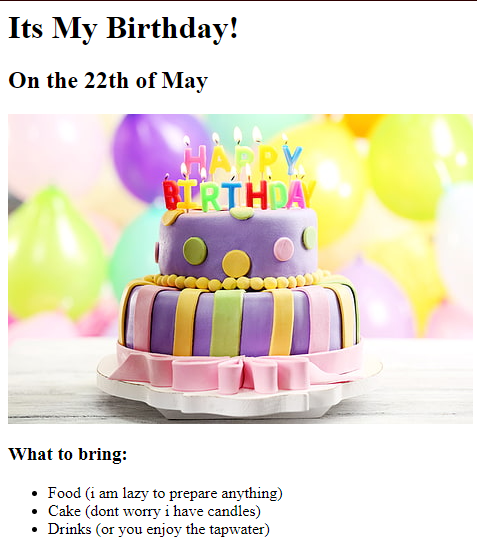 Its My Birthday!
On the 22th of May
HAPPY
BIRTHDAY
What to bring:
Food (i am lazy to prepare anything)
Cake (dont worry i have candles)
Drinks (or you enjoy the tapwater)